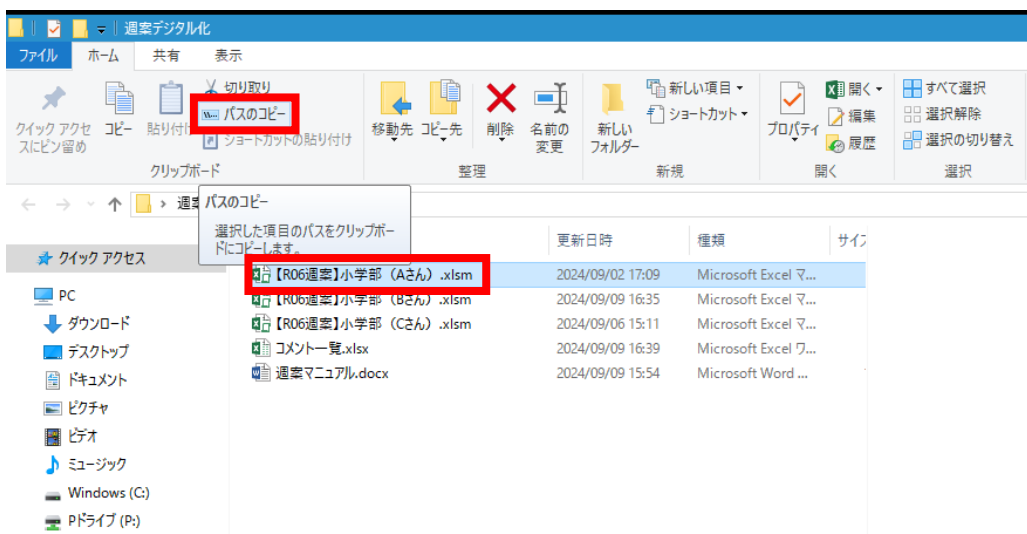 週案デジタル化
ファイル ホーム 共有 表示
切り取り
パスのコピー
ショートカットの貼り付け
クイック アクセスにピン留め
コピー
クリップボード
移動先 コピー先 削除 名前の変更
整理
新しいフォルダー
新しい項目
ショートカット
新規
プロパティ
開く
編集
履歴
開く
すべて選択
選択解除
選択の切り替え
選択
パスのコピー
選択した項目のパスをクリップボードにコピーします。
更新日時 種類
クイック アクセス
PC
ダウンロード
デスクトップ
ドキュメント
ピクチャ
ビデオ
ミュージック
Windows (C:)
Pドライブ (P:)
【R06週案】小学部（Aさん）.xlsm 2024/09/02 17:09 Microsoft Excel マ...
【R06週案】小学部（Bさん）.xlsm 2024/09/09 16:35 Microsoft Excel マ...
【R06週案】小学部（Cさん）.xlsm 2024/09/06 15:11 Microsoft Excel マ...
コメント一覧.xlsx 2024/09/09 16:39 Microsoft Excel ワ...
週案マニュアル.docx 2024/09/09 15:54 Microsoft Word ...